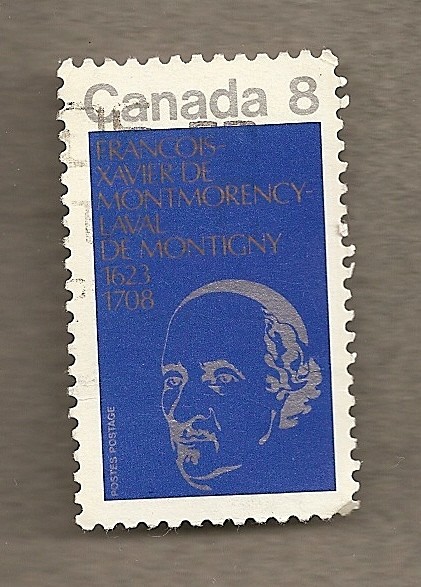 Canada 8
FRANCOIS-
XAVIER DE
MONTMORENCY-
LAVAL
DE MONTIGNY
1623
1708
POSTES POSTAGE